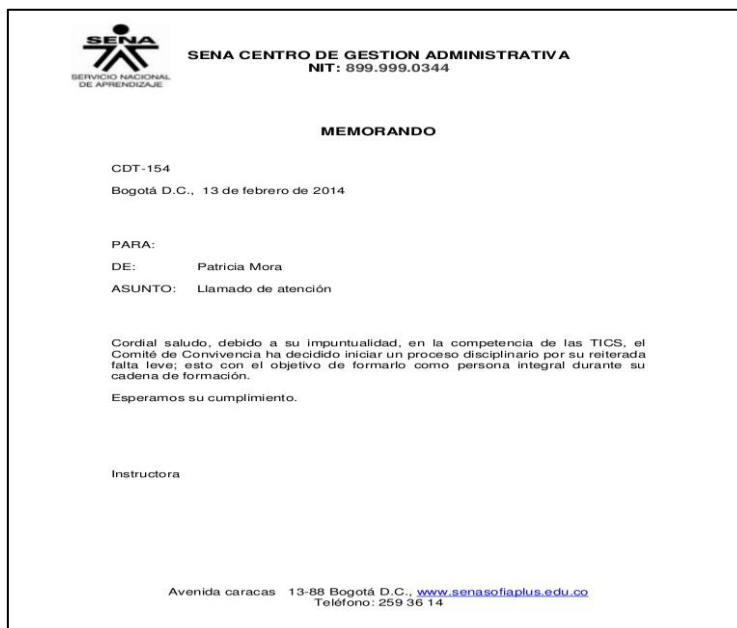 SENA
SERVICIO NACIONAL
DE APRENDIZAJE
SENA CENTRO DE GESTION ADMINISTRATIVA
NIT: 899.999.0344
MEMORANDO
CDT-154
Bogotá D.C., 13 de febrero de 2014
PARA:
DE: Patricia Mora
ASUNTO: Llamado de atención
Cordial saludo, debido a su impuntualidad, en la competencia de las TICS, el
Comité de Convivencia ha decidido iniciar un proceso disciplinario por su reiterada
falta leve; esto con el objetivo de formarlo como persona integral durante su
cadena de formación.
Esperamos su cumplimiento.
Instructora
Avenida caracas 13-88 Bogotá D.C., www.senasofiaplus.edu.co
Teléfono: 259 36 14